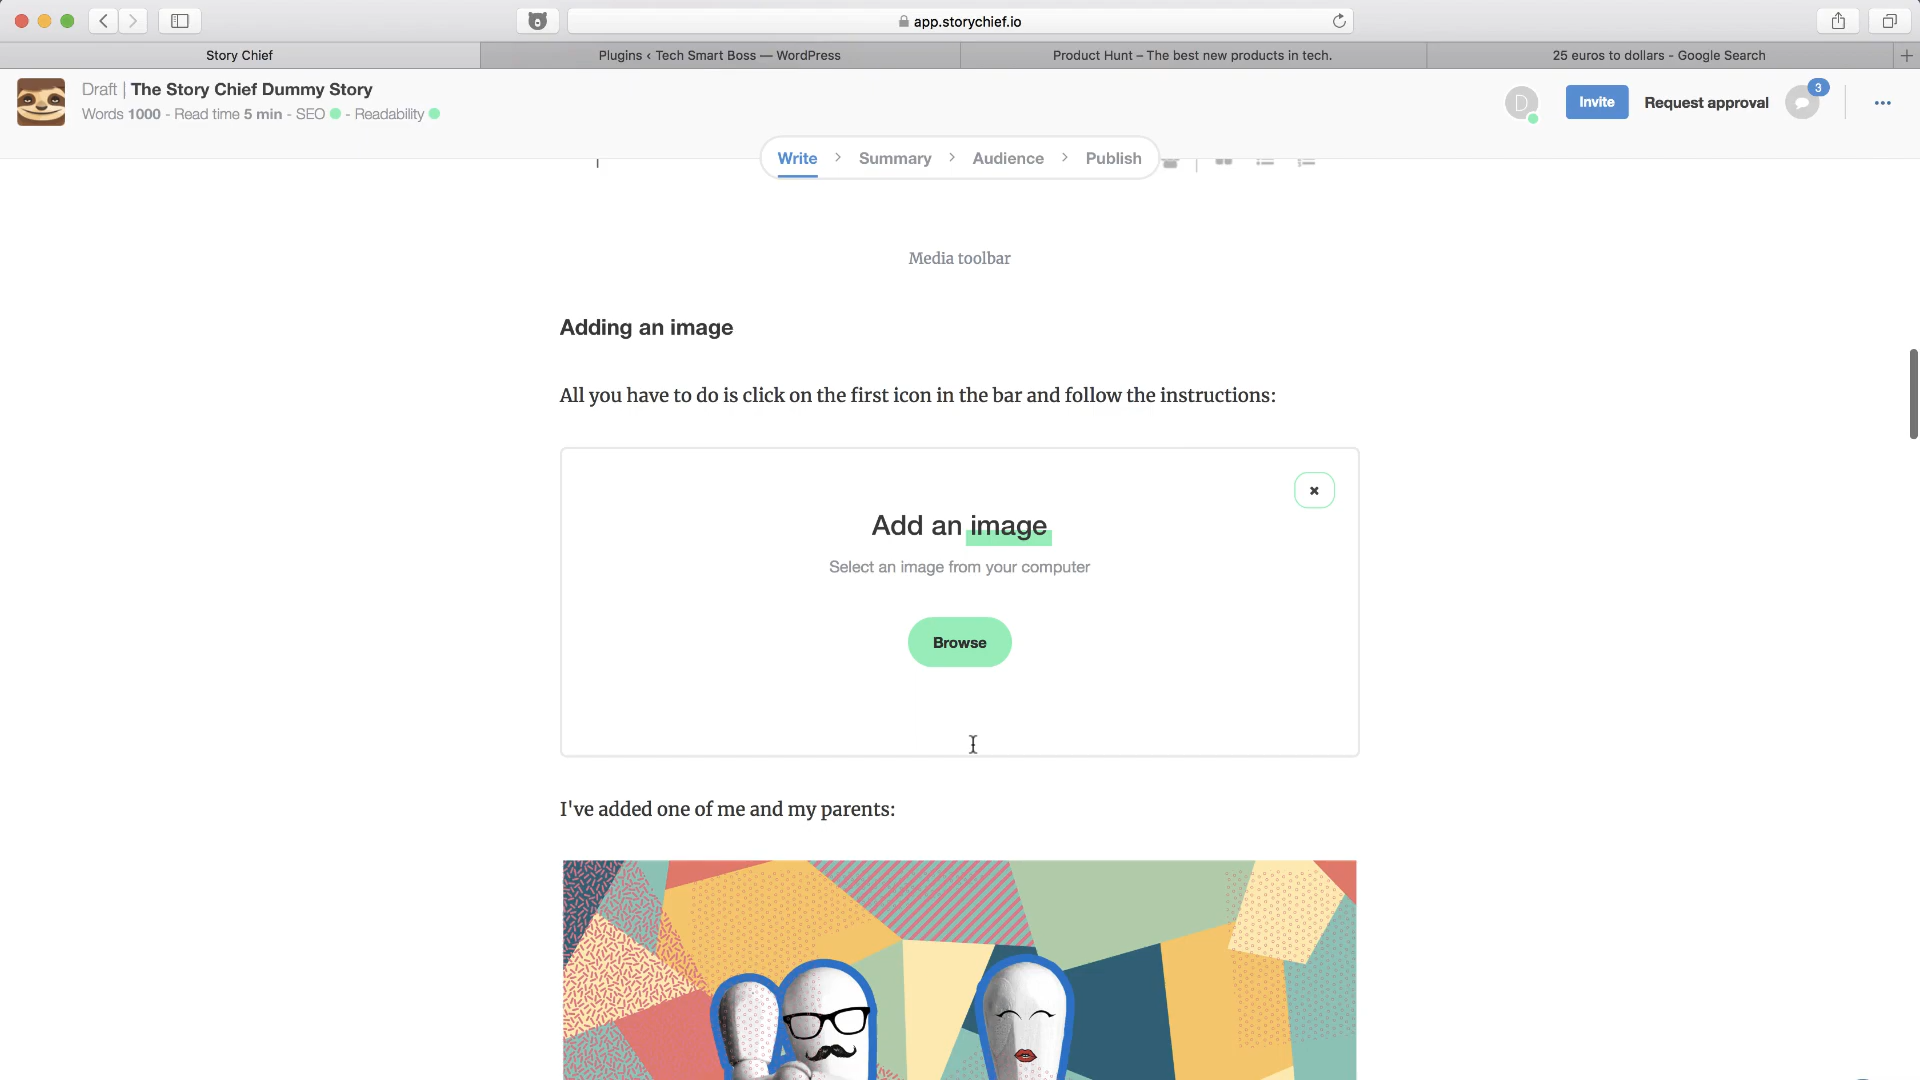 app.storychief.io
Story Chief
Plugins ‹ Tech Smart Boss — WordPress
Product Hunt – The best new products in tech.
25 euros to dollars - Google Search
Draft | The Story Chief Dummy Story
Words 1000 - Read time 5 min - SEO - Readability
D
Invite
Request approval
3
Write > Summary > Audience > Publish
Media toolbar
Adding an image
All you have to do is click on the first icon in the bar and follow the instructions:
Add an image
Select an image from your computer
Browse
I've added one of me and my parents: